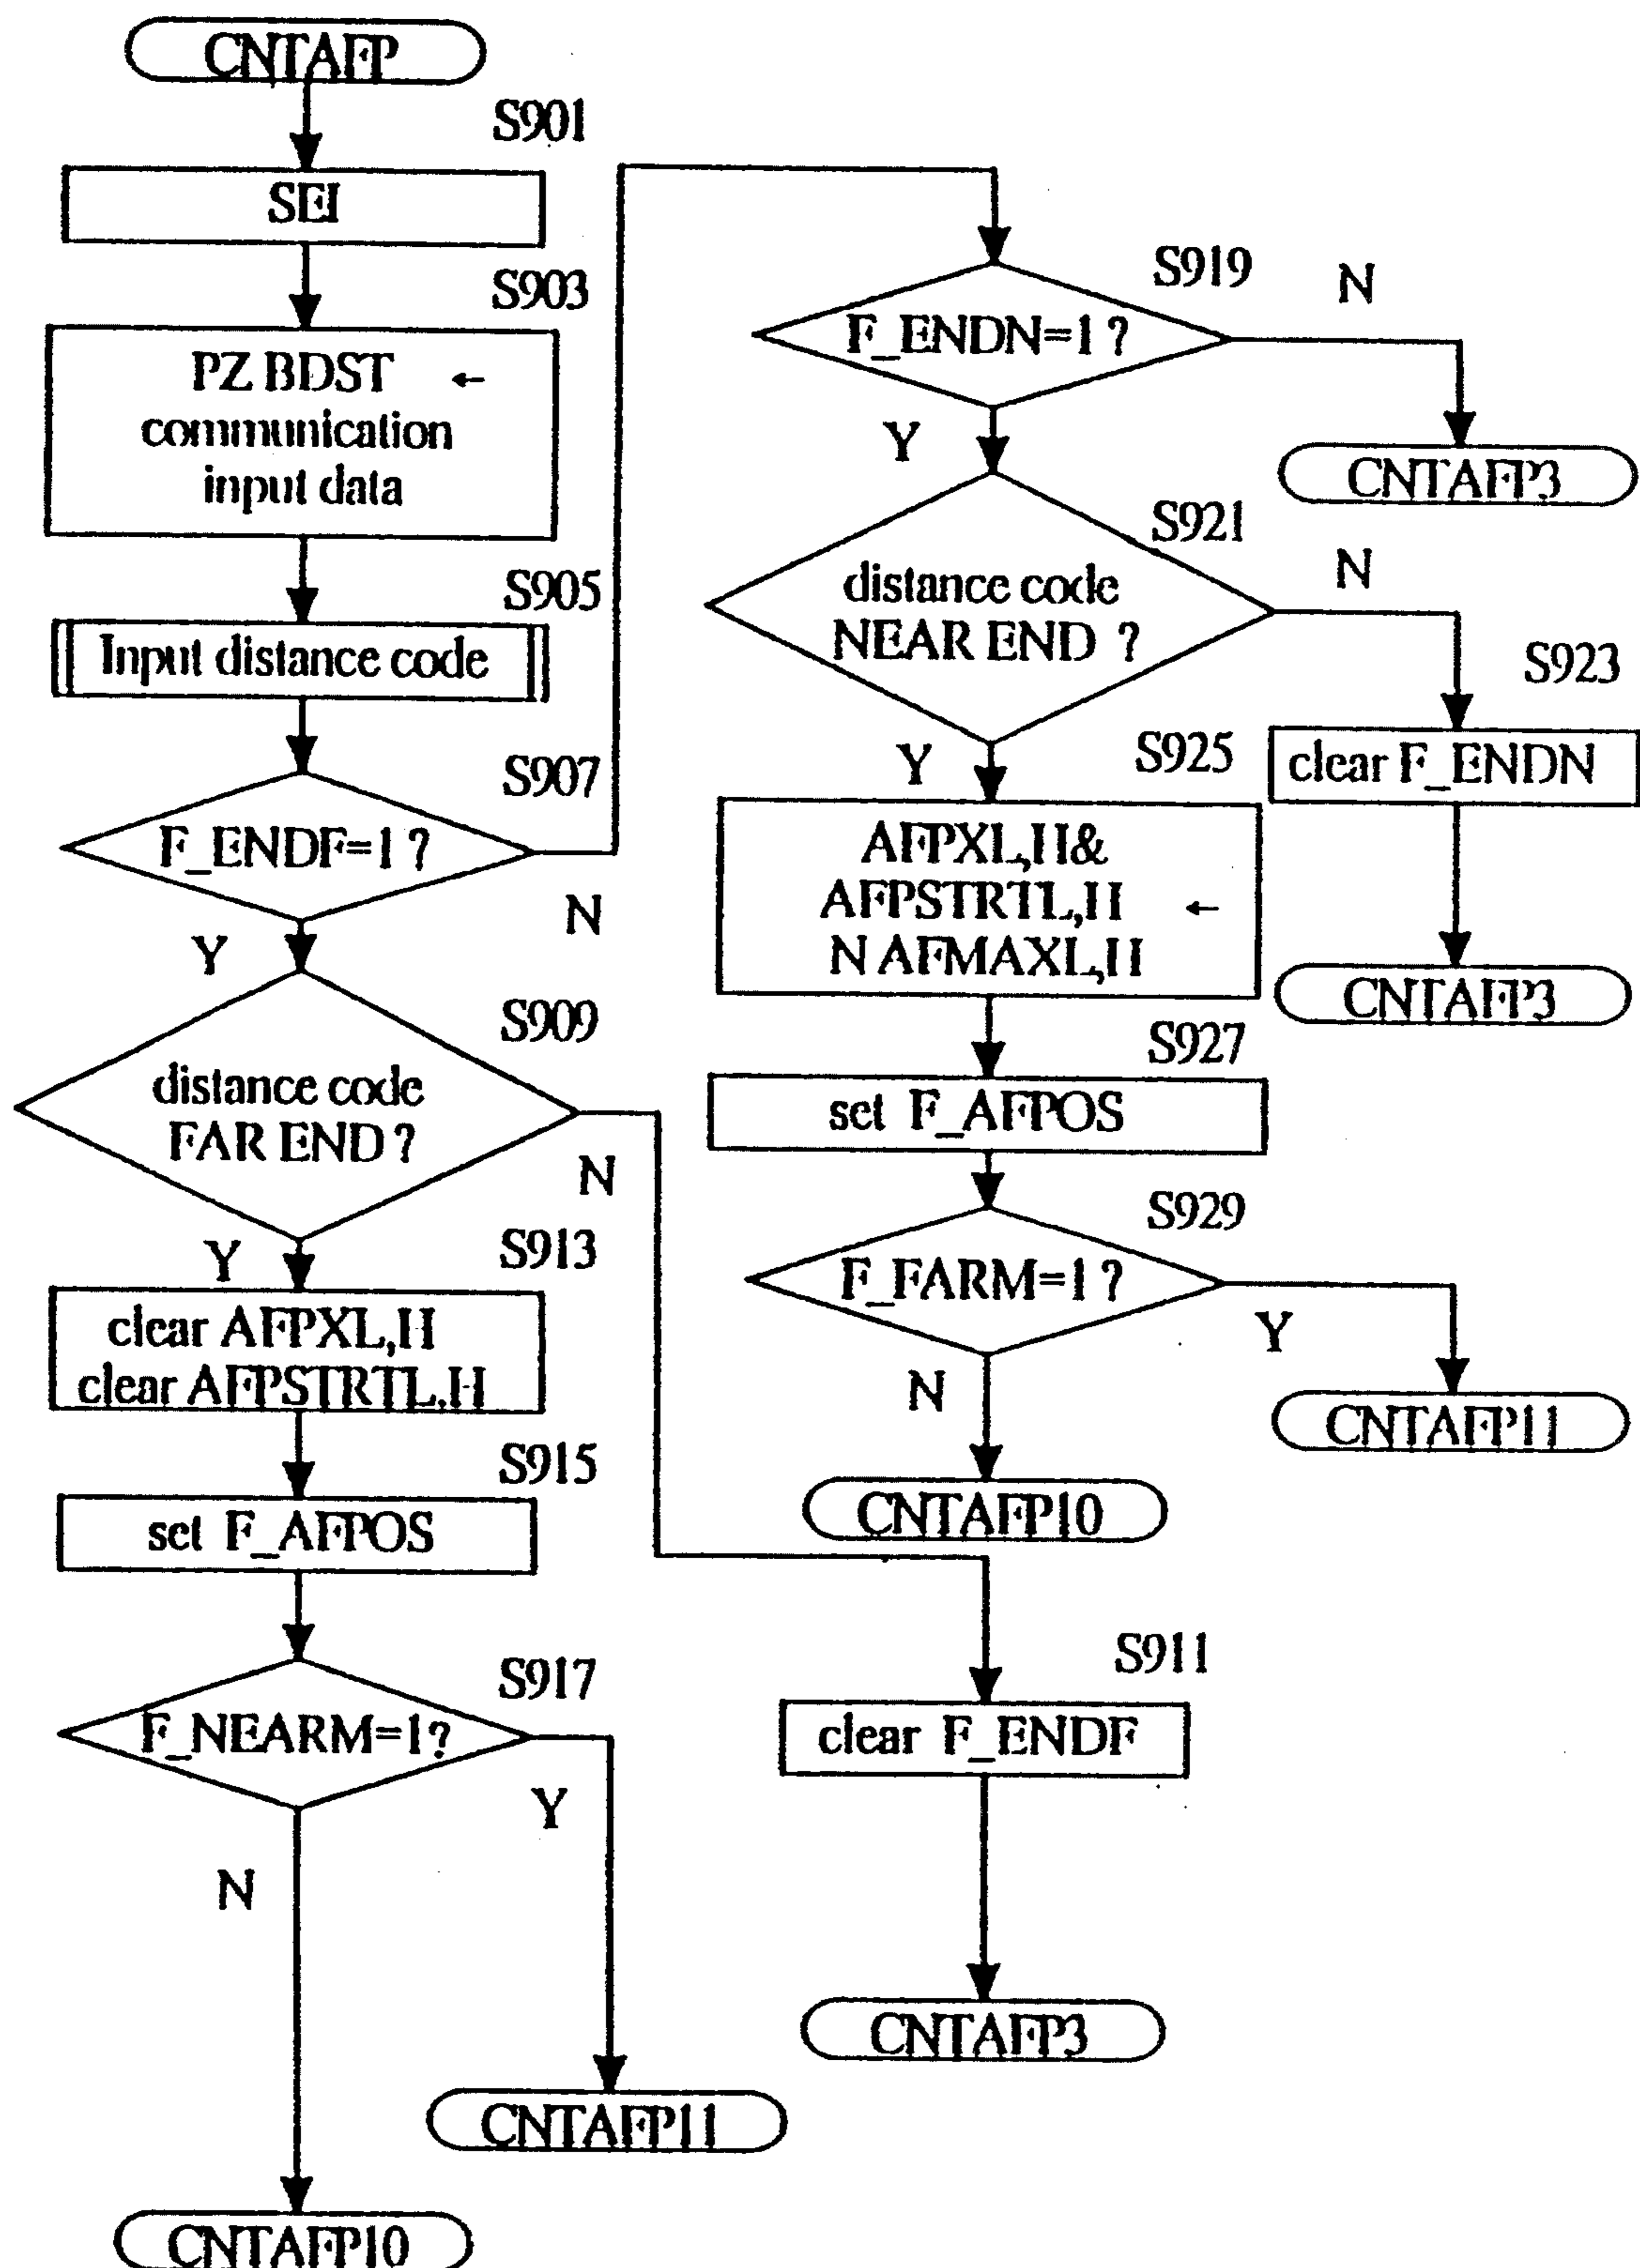 CNTAFP
S901
SEI
S903
PZ BDST ←
communication
input data
S905
Input distance code
S907
F_ENDF=1 ?
N
Y
S909
distance code
FAR END ?
N
Y
S913
clear AFPXL,H
clear AFPSTRTL,H
S915
set F_AFPOS
S917
F_NEARM=1?
Y
N
CNTAFP11
CNTAFP10
S919
N
F_ENDN=1 ?
Y
CNTAFP3
S921
N
distance code
NEAR END ?
S923
Y
clear F_ENDN
CNTAFP3
S925
AFPXL,H&
AFPSTRTL,H ←
N AFMAXL,H
S927
set F_AFPOS
S929
F_FARM=1 ?
Y
N
CNTAFP11
CNTAFP10
S911
clear F_ENDF
CNTAFP3